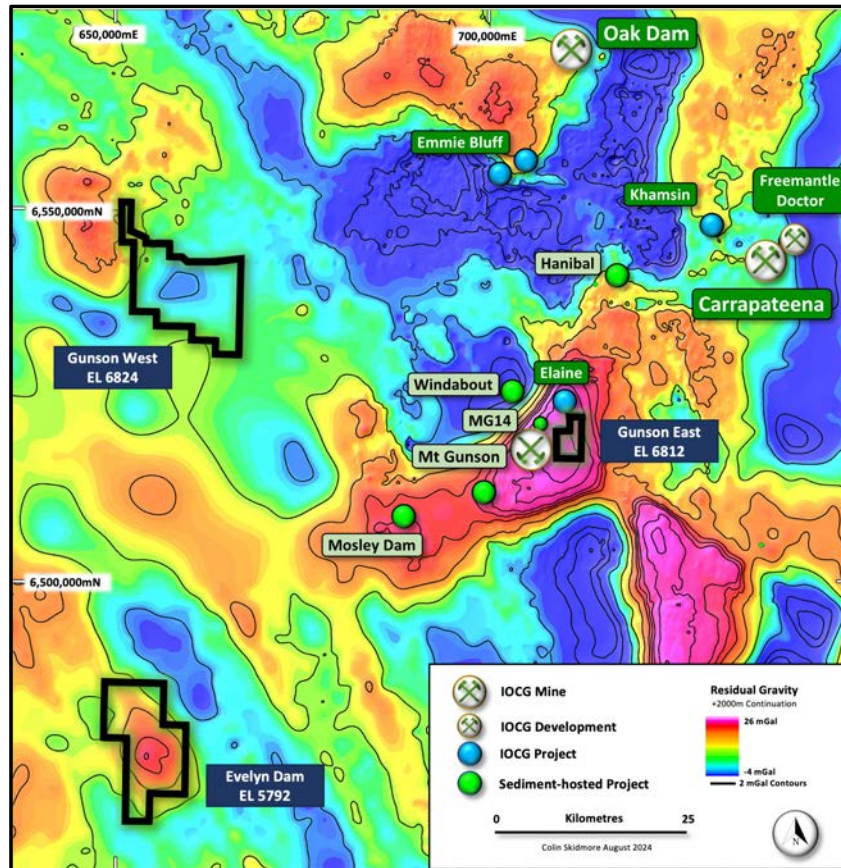 650,000mE
700,000mE
Oak Dam
Emmie Bluff
Khamsin
Freemantle
Doctor
6,550,000mN
Hanibal
Carrapateena
Gunson West
EL 6824
Windabout
Elaine
MG14
Gunson East
EL 6812
Mt Gunson
Mosley Dam
6,500,000mN
IOCG Mine
IOCG Development
IOCG Project
Sediment-hosted Project
Residual Gravity
+2000m Continuation
26 mGal
-4 mGal
2 mGal Contours
0 Kilometres 25
Colin Skidmore August 2024
N
Evelyn Dam
EL 5792